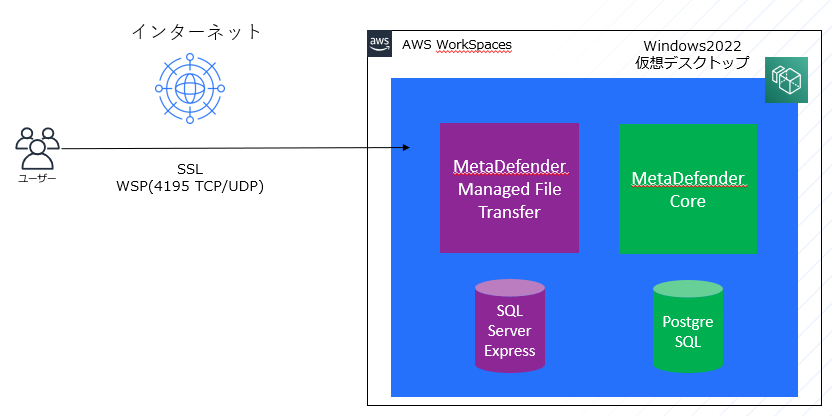 インターネット
aws
AWS WorkSpaces
Windows2022
仮想デスクトップ
ユーザー
SSL
WSP(4195 TCP/UDP)
MetaDefender
Managed File
Transfer
MetaDefender
Core
SQL
Server
Express
Postgre
SQL